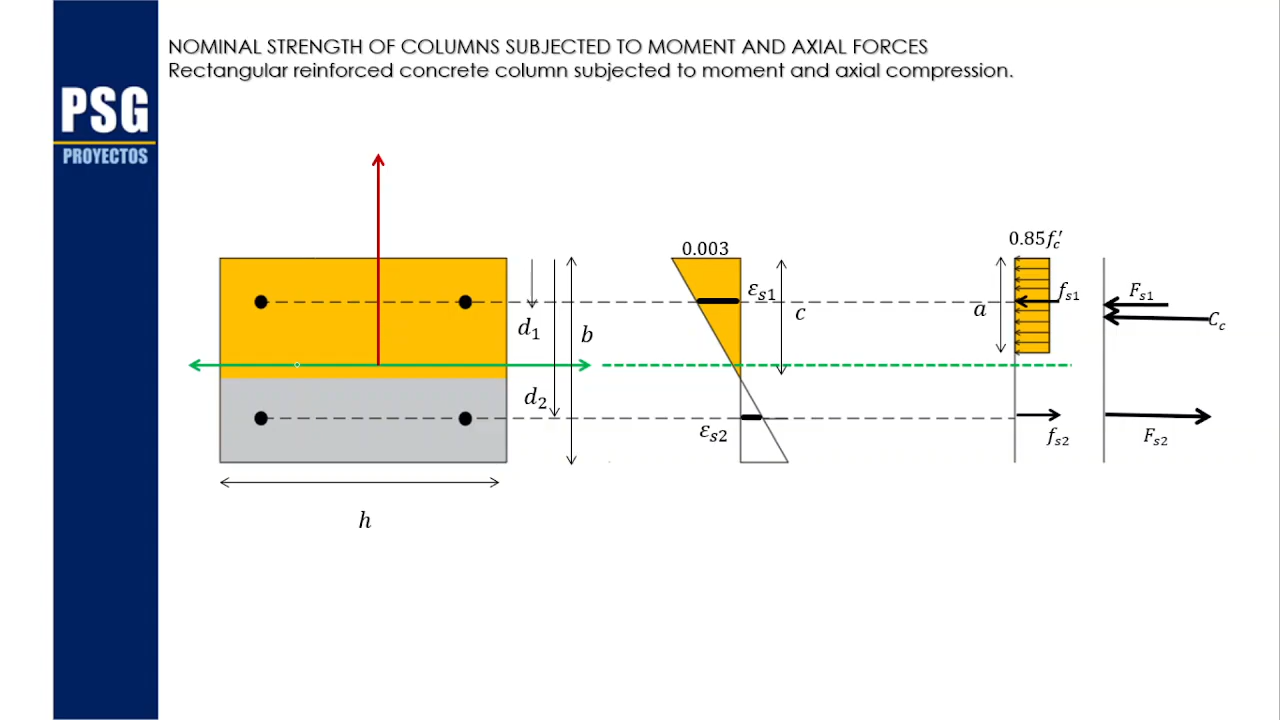 NOMINAL STRENGTH OF COLUMNS SUBJECTED TO MOMENT AND AXIAL FORCES
Rectangular reinforced concrete column subjected to moment and axial compression.
PSG
PROYECTOS
0.003
0.85f'c
εs1
fs1
Fs1
d1
b
c
a
Cc
d2
εs2
fs2
Fs2
h